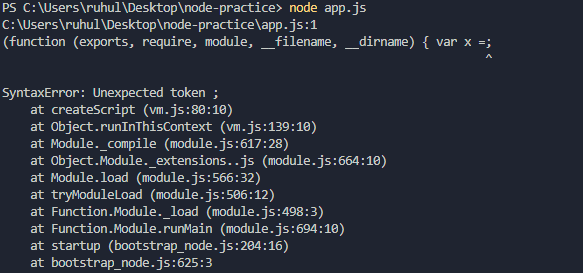 PS C:\Users\ruhul\Desktop\node-practice> node app.js
C:\Users\ruhul\Desktop\node-practice\app.js:1
(function (exports, require, module, __filename, __dirname) { var x =;
^
SyntaxError: Unexpected token ;
at createScript (vm.js:80:10)
at Object.runInThisContext (vm.js:139:10)
at Module._compile (module.js:617:28)
at Object.Module._extensions..js (module.js:664:10)
at Module.load (module.js:566:32)
at tryModuleLoad (module.js:506:12)
at Function.Module._load (module.js:498:3)
at Function.Module.runMain (module.js:694:10)
at startup (bootstrap_node.js:204:16)
at bootstrap_node.js:625:3